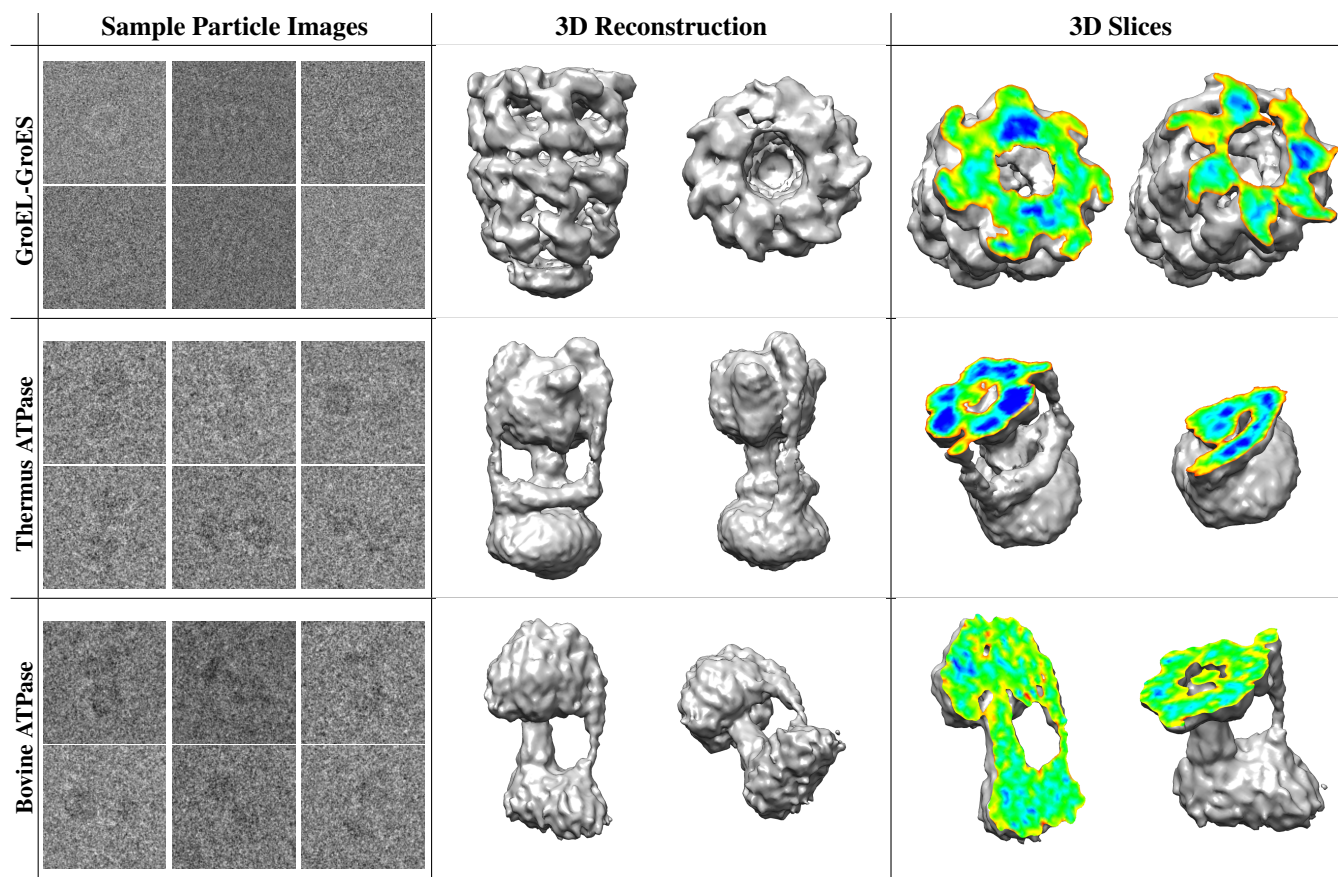 Sample Particle Images
3D Reconstruction
3D Slices
GroEL-GroES
Thermus ATPase
Bovine ATPase